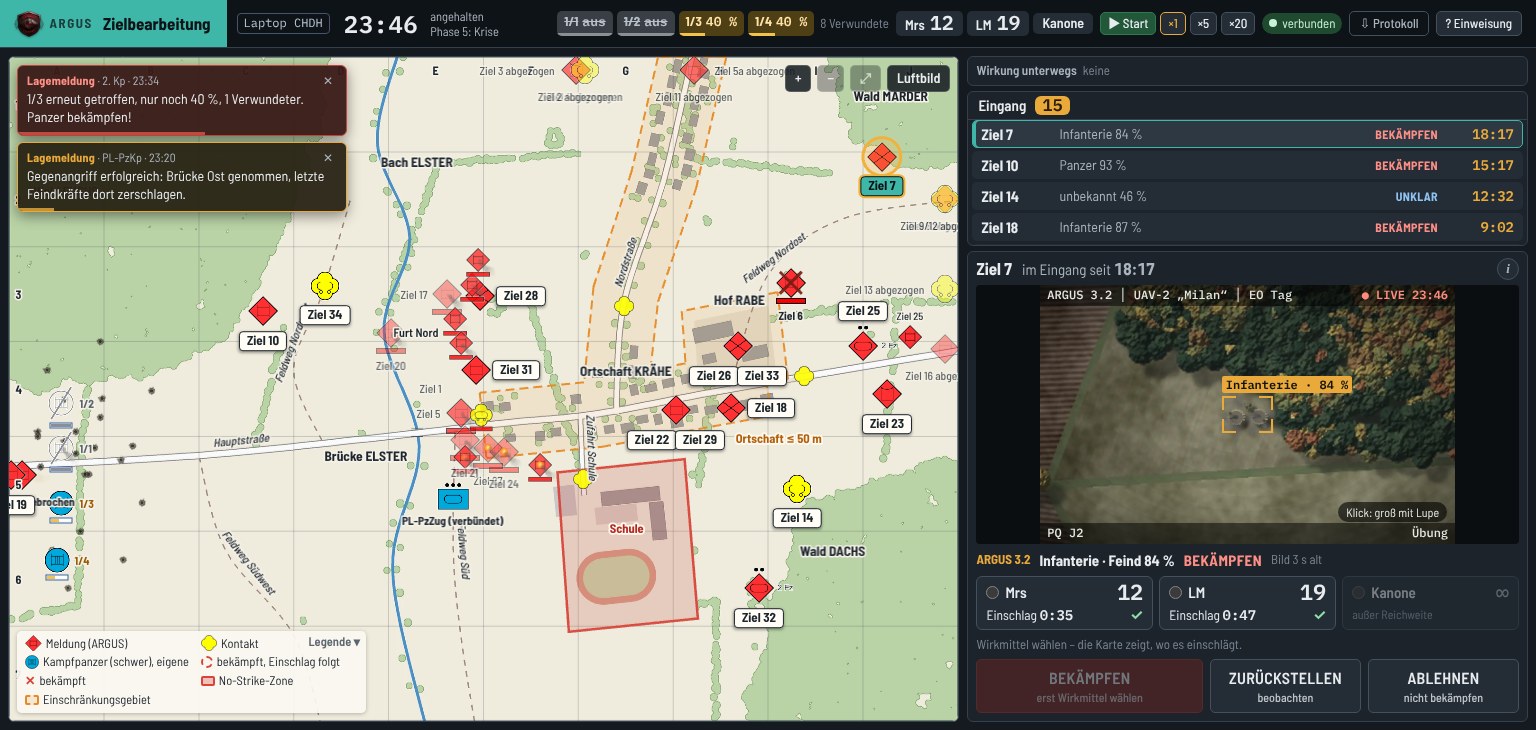 ARGUS Zielbearbeitung
Laptop CHDH
23:46
angehalten
Phase 5: Krise
1/1 aus
1/2 aus
1/3 40 %
1/4 40 %
8 Verwundete
Mrs 12
LM 19
Kanone
▶ Start
×1
×5
×20
● verbunden
⇩ Protokoll
? Einweisung
Lagemeldung · 2. Kp · 23:34
1/3 erneut getroffen, nur noch 40 %, 1 Verwundeter.
Panzer bekämpfen!
Lagemeldung · PL-PzKp · 23:20
Gegenangriff erfolgreich: Brücke Ost genommen, letzte
Feindkräfte dort zerschlagen.
E
G
Ziel 3 abgezogen
Ziel 5a abgezogen
Ziel 11 abgezogen
+
−
Luftbild
Wald MARDER
Bach ELSTER
Ziel 7
Nordstraße
Feldweg Nordost
3
Ziel 17
Ziel 28
Hof RABE
Ziel 6
Ziel 13 abgezogen
Ziel 25
Ziel 25
Ziel 34
Ziel 10
Feldweg Nord
Furt Nord
Ziel 20
Ziel 31
Ortschaft KRÄHE
Ziel 26
Ziel 33
Ziel 1
4
Ziel 5
1/2
Ziel 18
Ziel 23
Hauptstraße
Zufahrt Schule
Ziel 22
Ziel 29
Ortschaft ≤ 50 m
1/1
Brücke ELSTER
Ziel 21
Ziel 24
5
1/3
PL-PzZug (verbündet)
Schule
Ziel 14
Wald DACHS
Feldweg Südwest
Feldweg Süd
1/4
6
Ziel 32
Legende ▾
Meldung (ARGUS)
Kontakt
Kampfpanzer (schwer), eigene
bekämpft, Einschlag folgt
bekämpft
No-Strike-Zone
Einschränkungsgebiet
Wirkung unterwegs keine
Eingang 15
Ziel 7 Infanterie 84 % BEKÄMPFEN 18:17
Ziel 10 Panzer 93 % BEKÄMPFEN 15:17
Ziel 14 unbekannt 46 % UNKLAR 12:32
Ziel 18 Infanterie 87 % BEKÄMPFEN 9:02
Ziel 7 im Eingang seit 18:17
i
ARGUS 3.2 | UAV-2 „Milan“ | EO Tag
● LIVE 23:46
Infanterie · 84 %
Klick: groß mit Lupe
PQ J2
Übung
ARGUS 3.2 Infanterie · Feind 84 % BEKÄMPFEN Bild 3 s alt
Mrs 12
Einschlag 0:35 ✓
LM 19
Einschlag 0:47 ✓
Kanone ∞
außer Reichweite
Wirkmittel wählen – die Karte zeigt, wo es einschlägt.
BEKÄMPFEN
erst Wirkmittel wählen
ZURÜCKSTELLEN
beobachten
ABLEHNEN
nicht bekämpfen